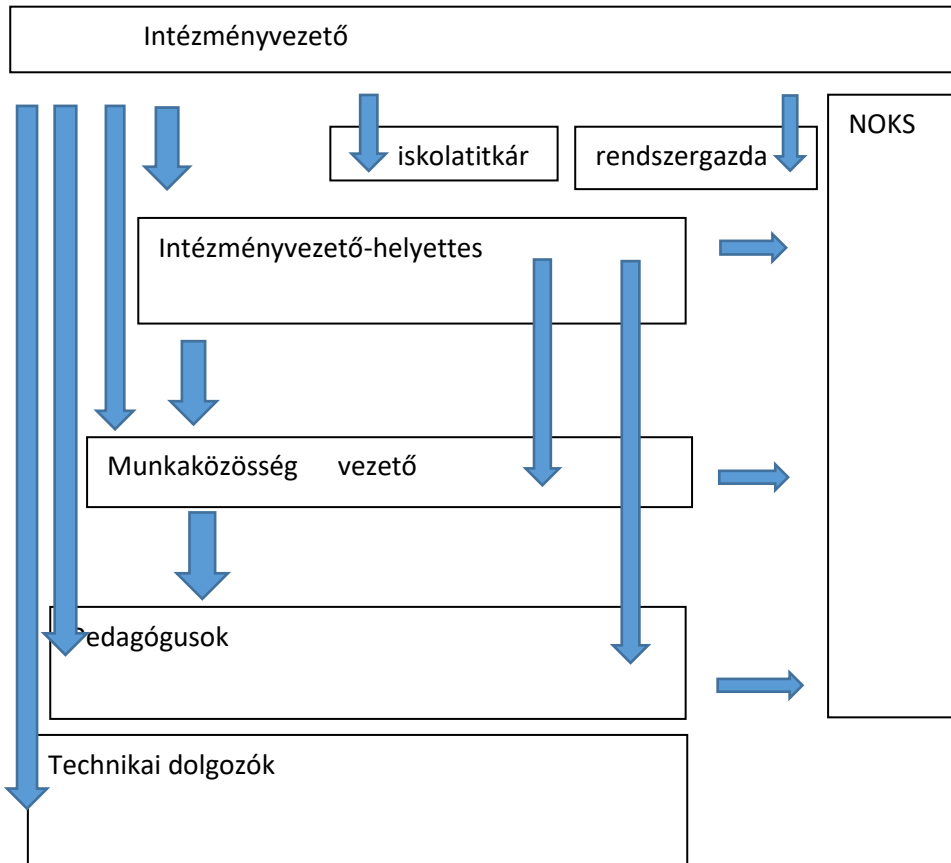 Intézményvezető
NOKS
iskolatitkár
rendszergazda
Intézményvezető-helyettes
Munkaközösség vezető
Pedagógusok
Technikai dolgozók